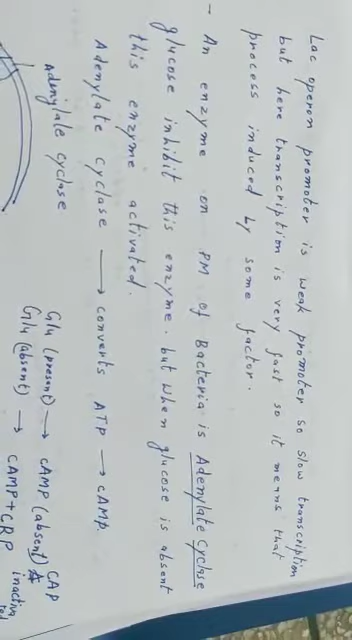 Lac operon promoter is weak promoter so slow transcription
but here transcription is very fast so it means that
process induced by some factor.
- An enzyme on PM of Bacteria is Adenylate cyclase
glucose inhibit this enzyme. but when glucose is absent
this enzyme activated.
Adenylate cyclase → converts ATP → cAMP
Adenylate cyclase
Glu (present) → cAMP (absent) CAP inactive
Glu (absent) → cAMP + CRP